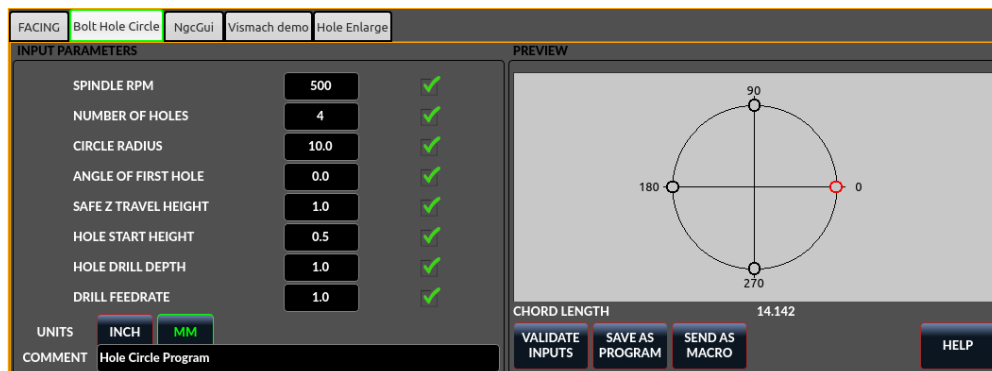 FACING Bolt Hole Circle NgcGui Vismach demo Hole Enlarge
INPUT PARAMETERS
SPINDLE RPM 500
NUMBER OF HOLES 4
CIRCLE RADIUS 10.0
ANGLE OF FIRST HOLE 0.0
SAFE Z TRAVEL HEIGHT 1.0
HOLE START HEIGHT 0.5
HOLE DRILL DEPTH 1.0
DRILL FEEDRATE 1.0
UNITS INCH MM
COMMENT Hole Circle Program
PREVIEW
90
180 0
270
CHORD LENGTH 14.142
VALIDATE INPUTS SAVE AS PROGRAM SEND AS MACRO HELP